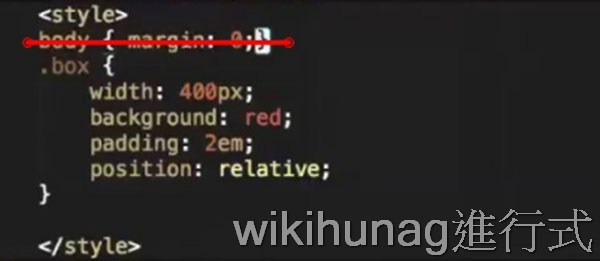 <style>
body { margin: 0;}
.box {
width: 400px;
background: red;
padding: 2em;
position: relative;
}
</style>
wikihunag進行式